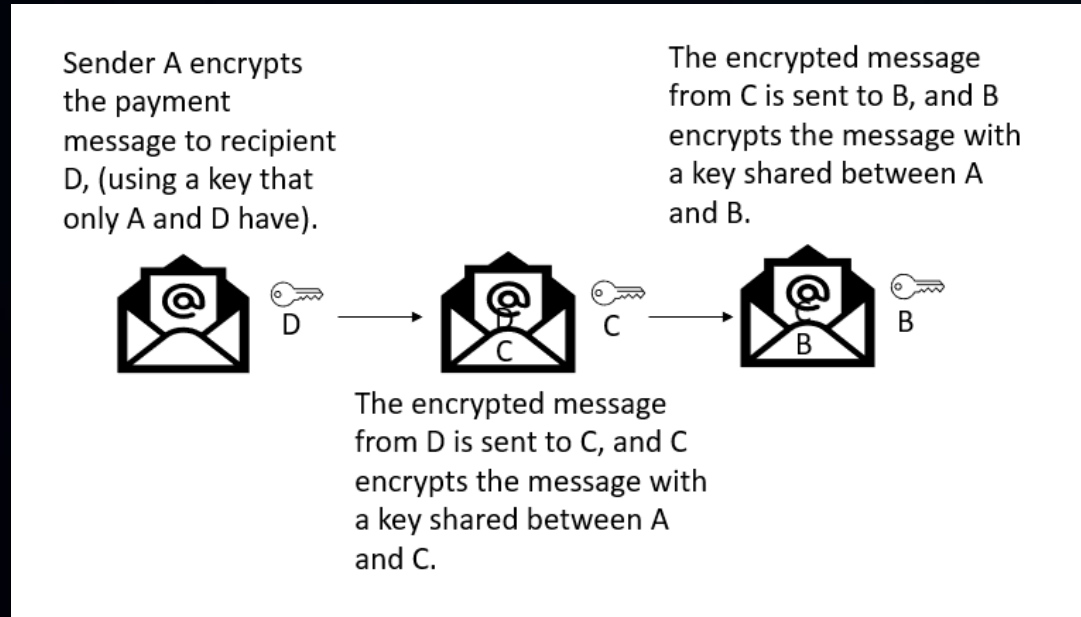 Sender A encrypts
the payment
message to recipient
D, (using a key that
only A and D have).
The encrypted message
from C is sent to B, and B
encrypts the message with
a key shared between A
and B.
@
D
@
D
C
C
@
C
B
B
The encrypted message
from D is sent to C, and C
encrypts the message with
a key shared between A
and C.